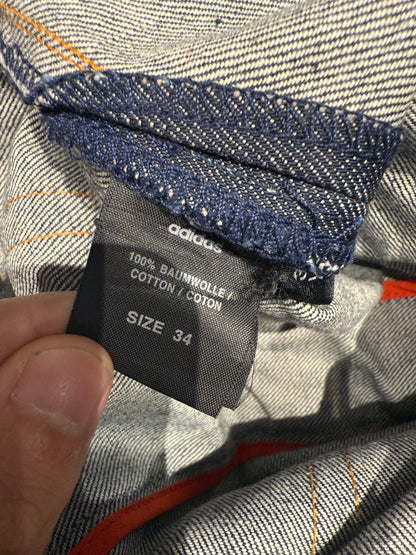 adidas
100% BAUMWOLLE /
COTTON / COTON
SIZE 34